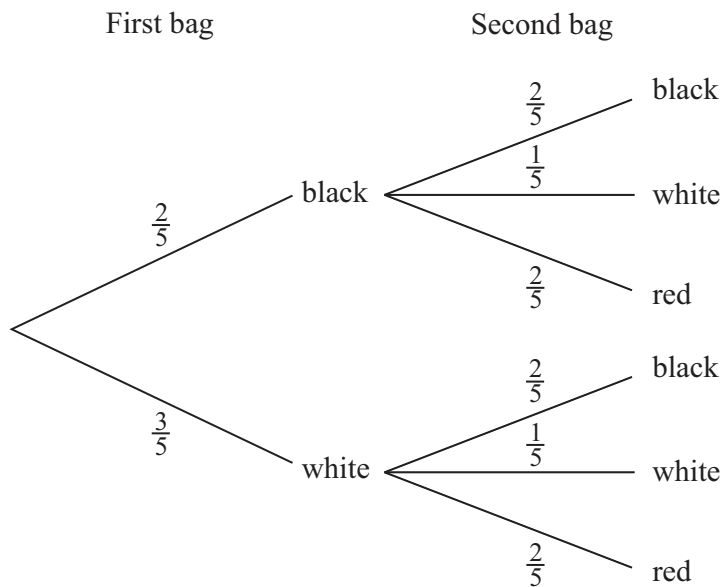 First bag Second bag
black
2/5
1/5
black
white
2/5
2/5
red
black
2/5
3/5
1/5
white
white
2/5
red